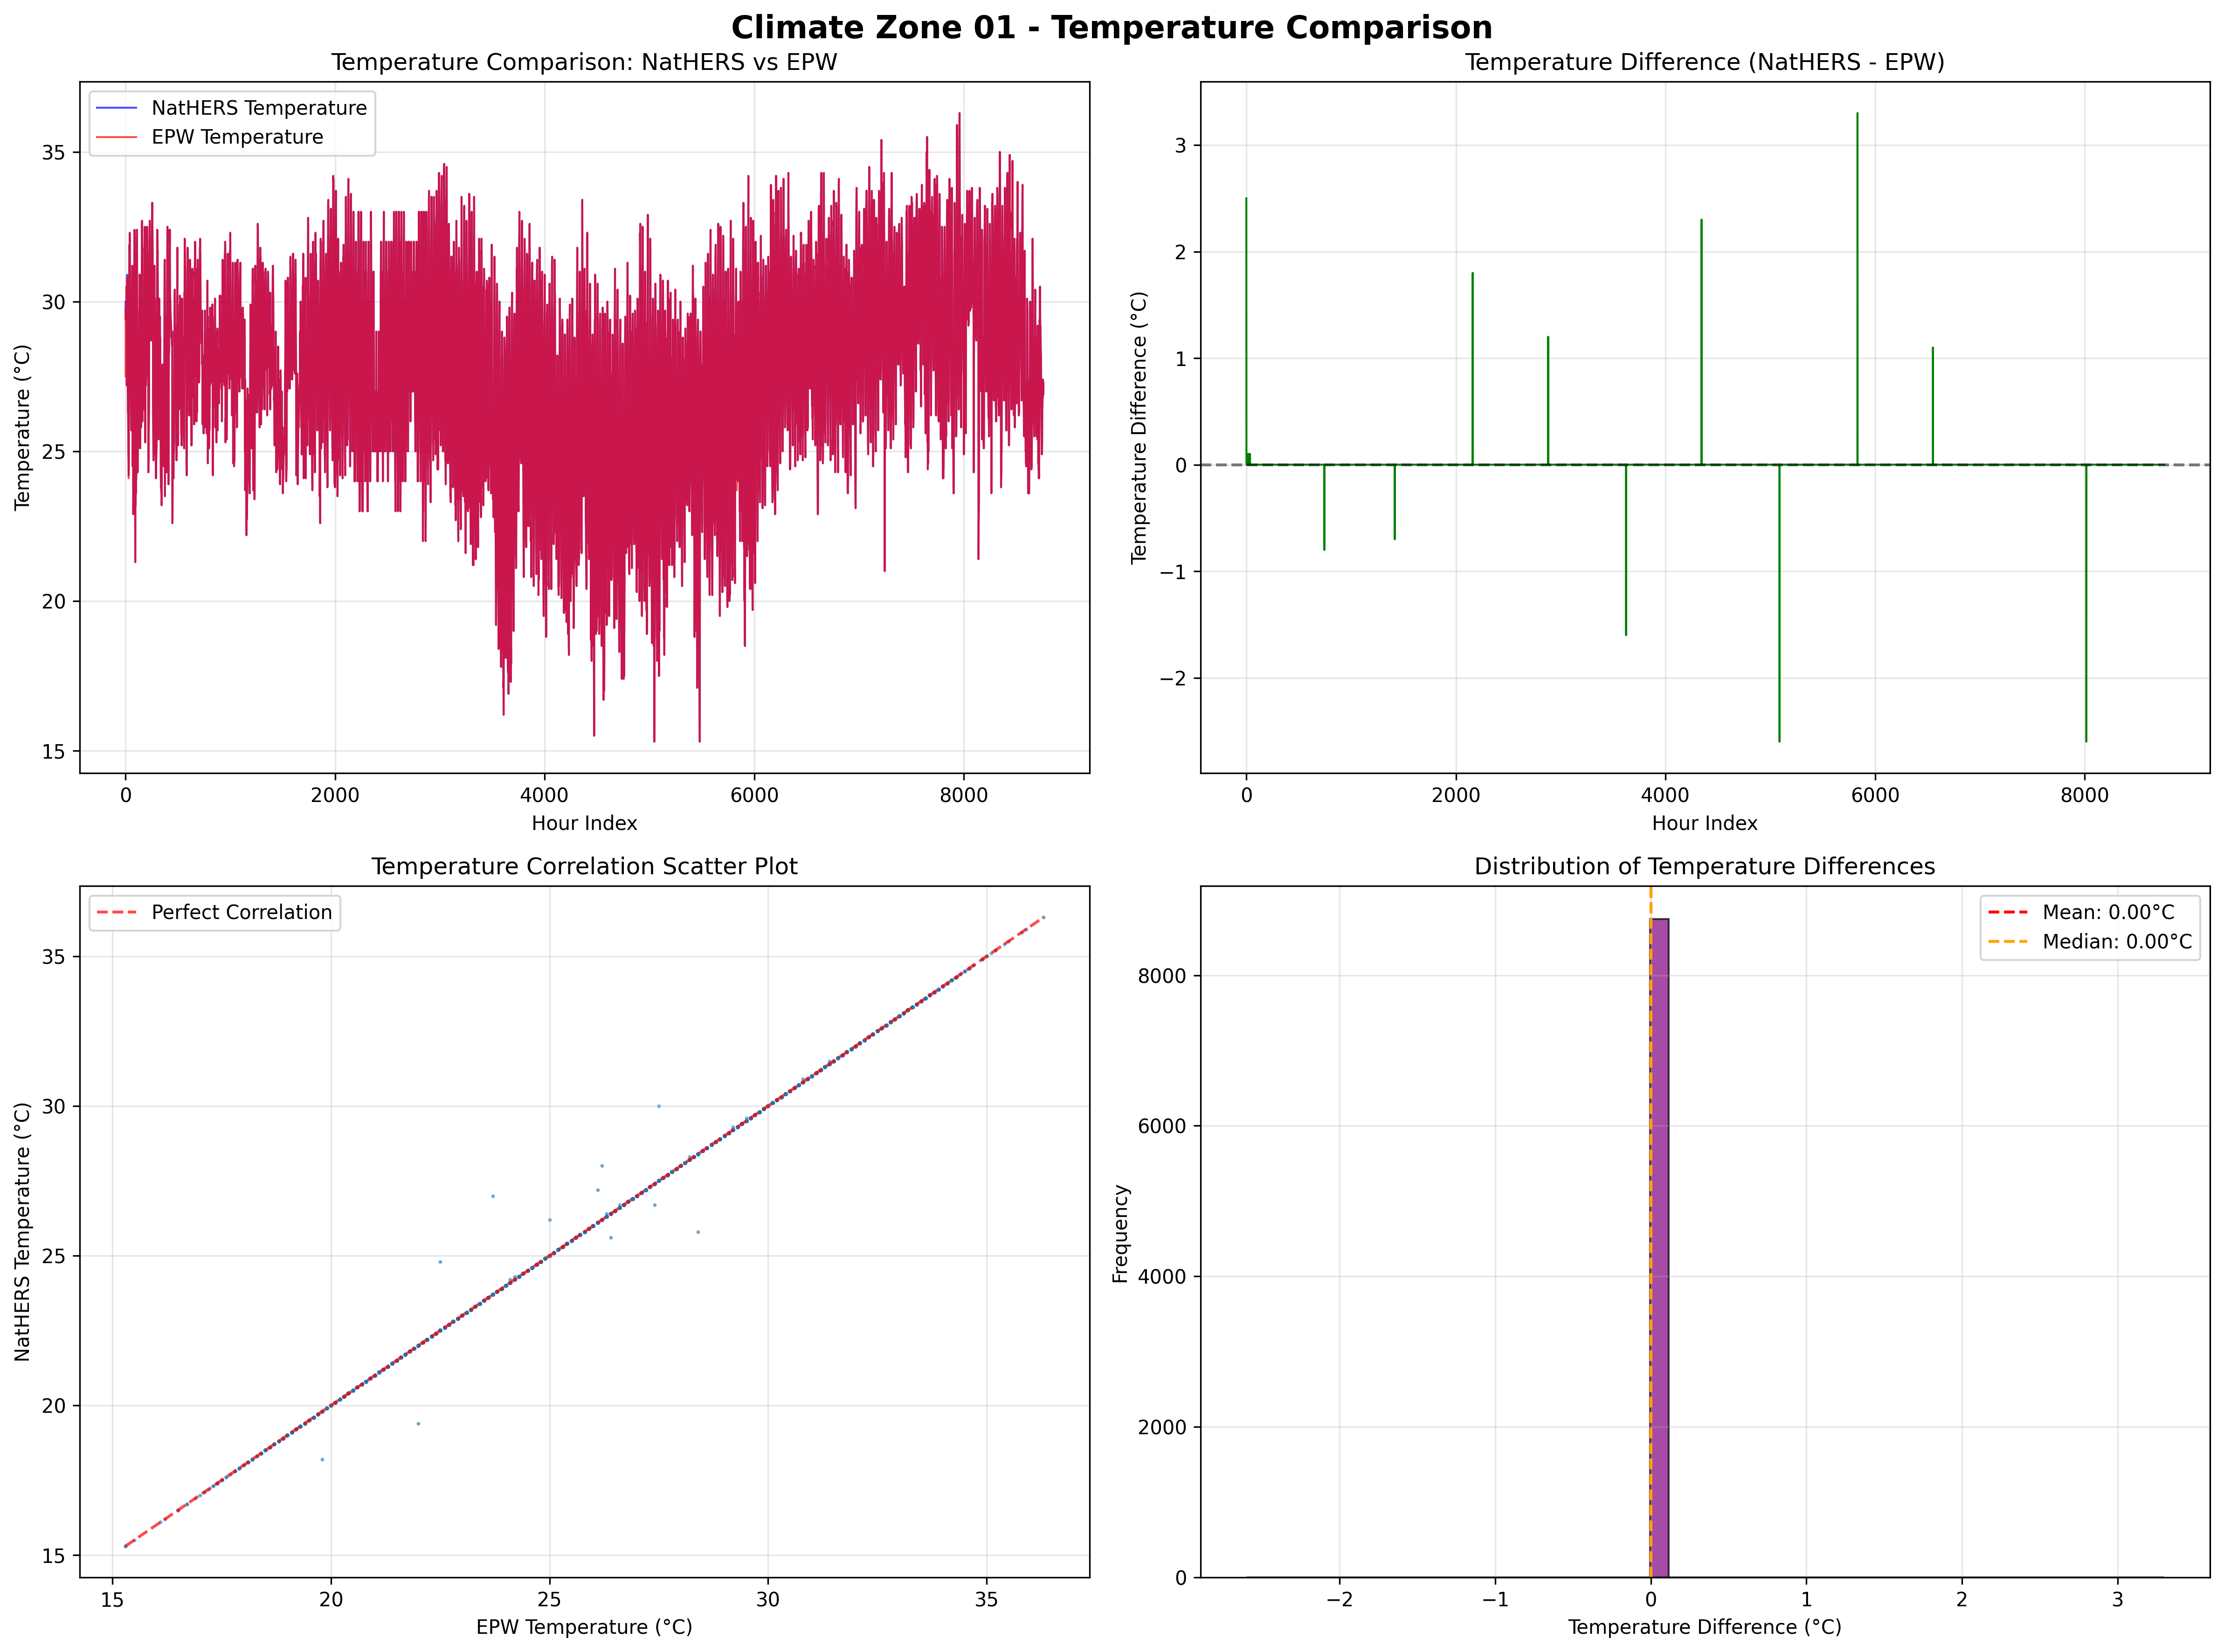 Climate Zone 01 - Temperature Comparison
Temperature Comparison: NatHERS vs EPW
NatHERS Temperature
EPW Temperature
35
30
25
20
15
Temperature (°C)
0
2000
4000
6000
8000
Hour Index
Temperature Difference (NatHERS - EPW)
3
2
1
0
−1
−2
Temperature Difference (°C)
0
2000
4000
6000
8000
Hour Index
Temperature Correlation Scatter Plot
Perfect Correlation
35
30
25
20
15
NatHERS Temperature (°C)
15
20
25
30
35
EPW Temperature (°C)
Distribution of Temperature Differences
Mean: 0.00°C
Median: 0.00°C
8000
6000
4000
2000
0
Frequency
−2
−1
0
1
2
3
Temperature Difference (°C)